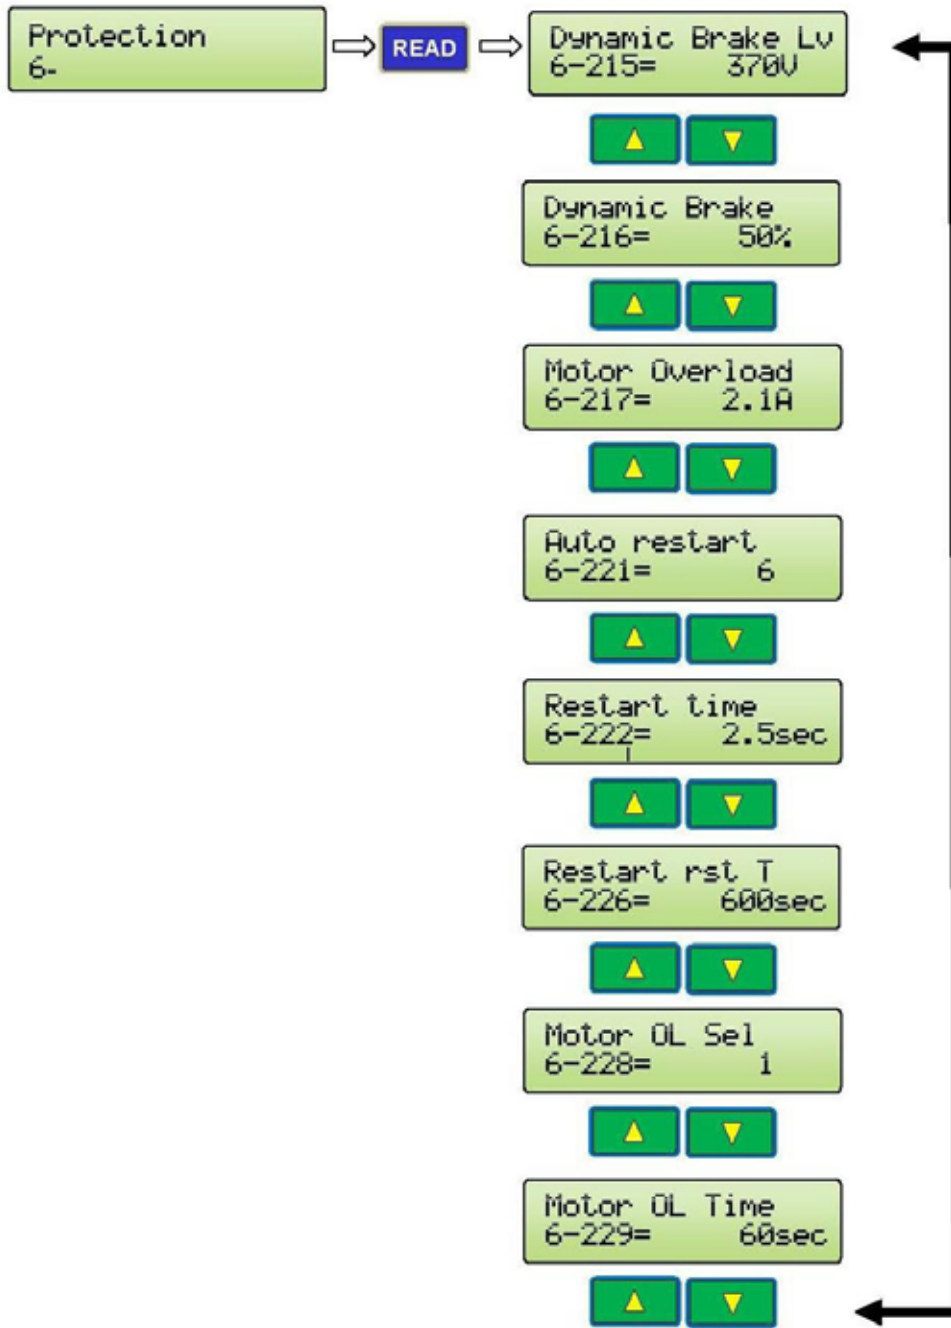 Protection
6-
READ
Dynamic Brake Lv
6-215= 370V
Dynamic Brake
6-216= 50%
Motor Overload
6-217= 2.1A
Auto restart
6-221= 6
Restart time
6-222= 2.5sec
Restart rst T
6-226= 600sec
Motor OL Sel
6-228= 1
Motor OL Time
6-229= 60sec